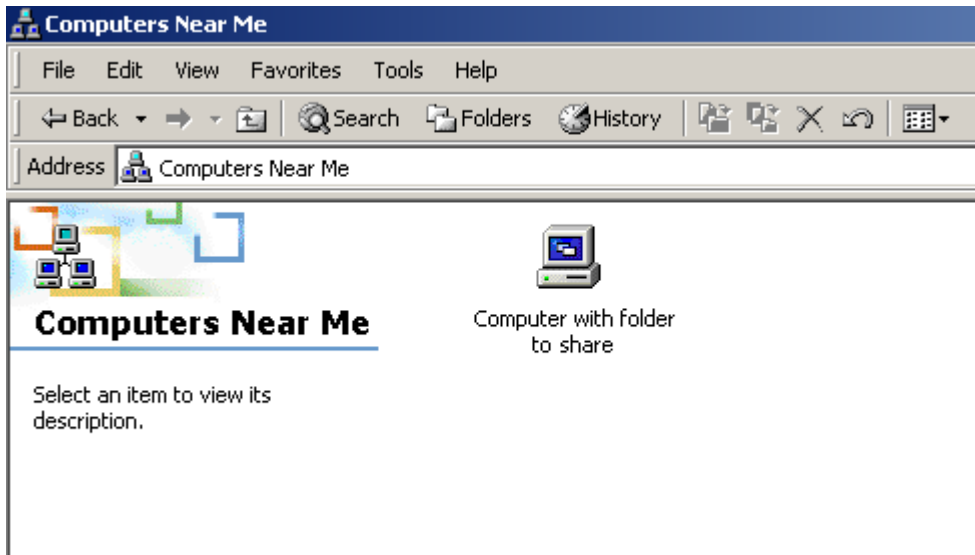 Computers Near Me
File Edit View Favorites Tools Help
Back Search Folders History
Address Computers Near Me
Computers Near Me
Select an item to view its
description.
Computer with folder
to share